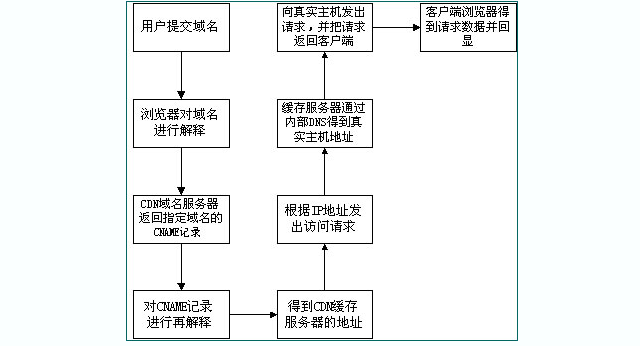 用户提交域名
浏览器对域名
进行解释
CDN域名服务器
返回指定域名的
CNAME记录
对CNAME记录
进行再解释
得到CDN缓存
服务器的地址
根据IP地址发
出访问请求
缓存服务器通过
内部DNS得到真
实主机地址
向真实主机发出
请求,并把请求
返回客户端
客户端浏览器得
到请求数据并回
显